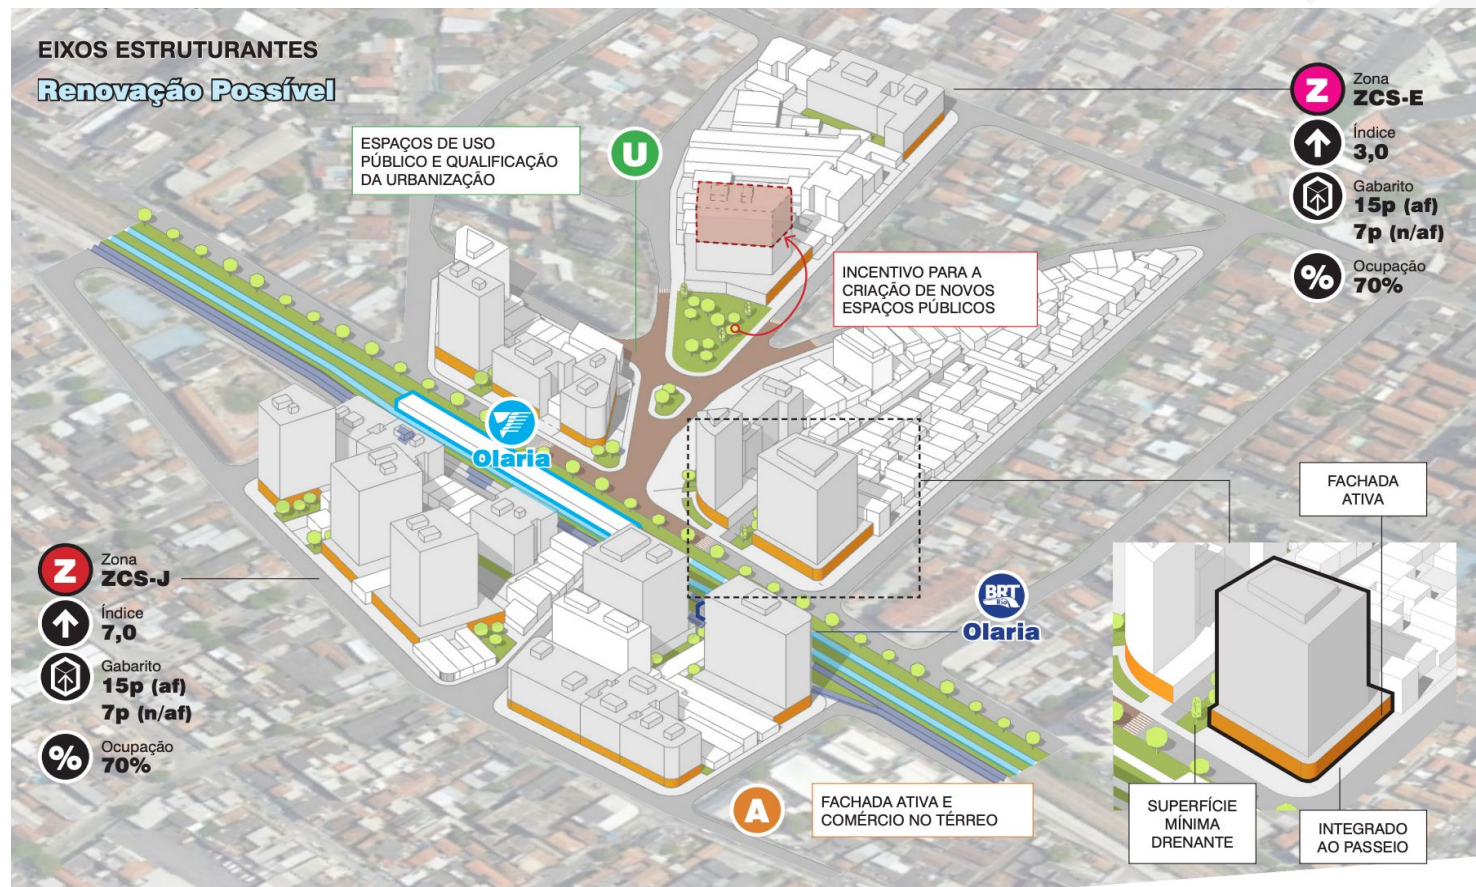 EIXOS ESTRUTURANTES
Renovação Possível
ESPAÇOS DE USO
PÚBLICO E QUALIFICAÇÃO
DA URBANIZAÇÃO
U
Z
Zona
ZCS-E
Índice
3,0
Gabarito
15p (af)
7p (n/af)
%
Ocupação
70%
INCENTIVO PARA A
CRIAÇÃO DE NOVOS
ESPAÇOS PÚBLICOS
Olaria
FACHADA
ATIVA
Z
Zona
ZCS-J
Índice
7,0
Gabarito
15p (af)
7p (n/af)
%
Ocupação
70%
BRT
Rio
Olaria
A
FACHADA ATIVA E
COMÉRCIO NO TÉRREO
SUPERFÍCIE
MÍNIMA
DRENANTE
INTEGRADO
AO PASSEIO